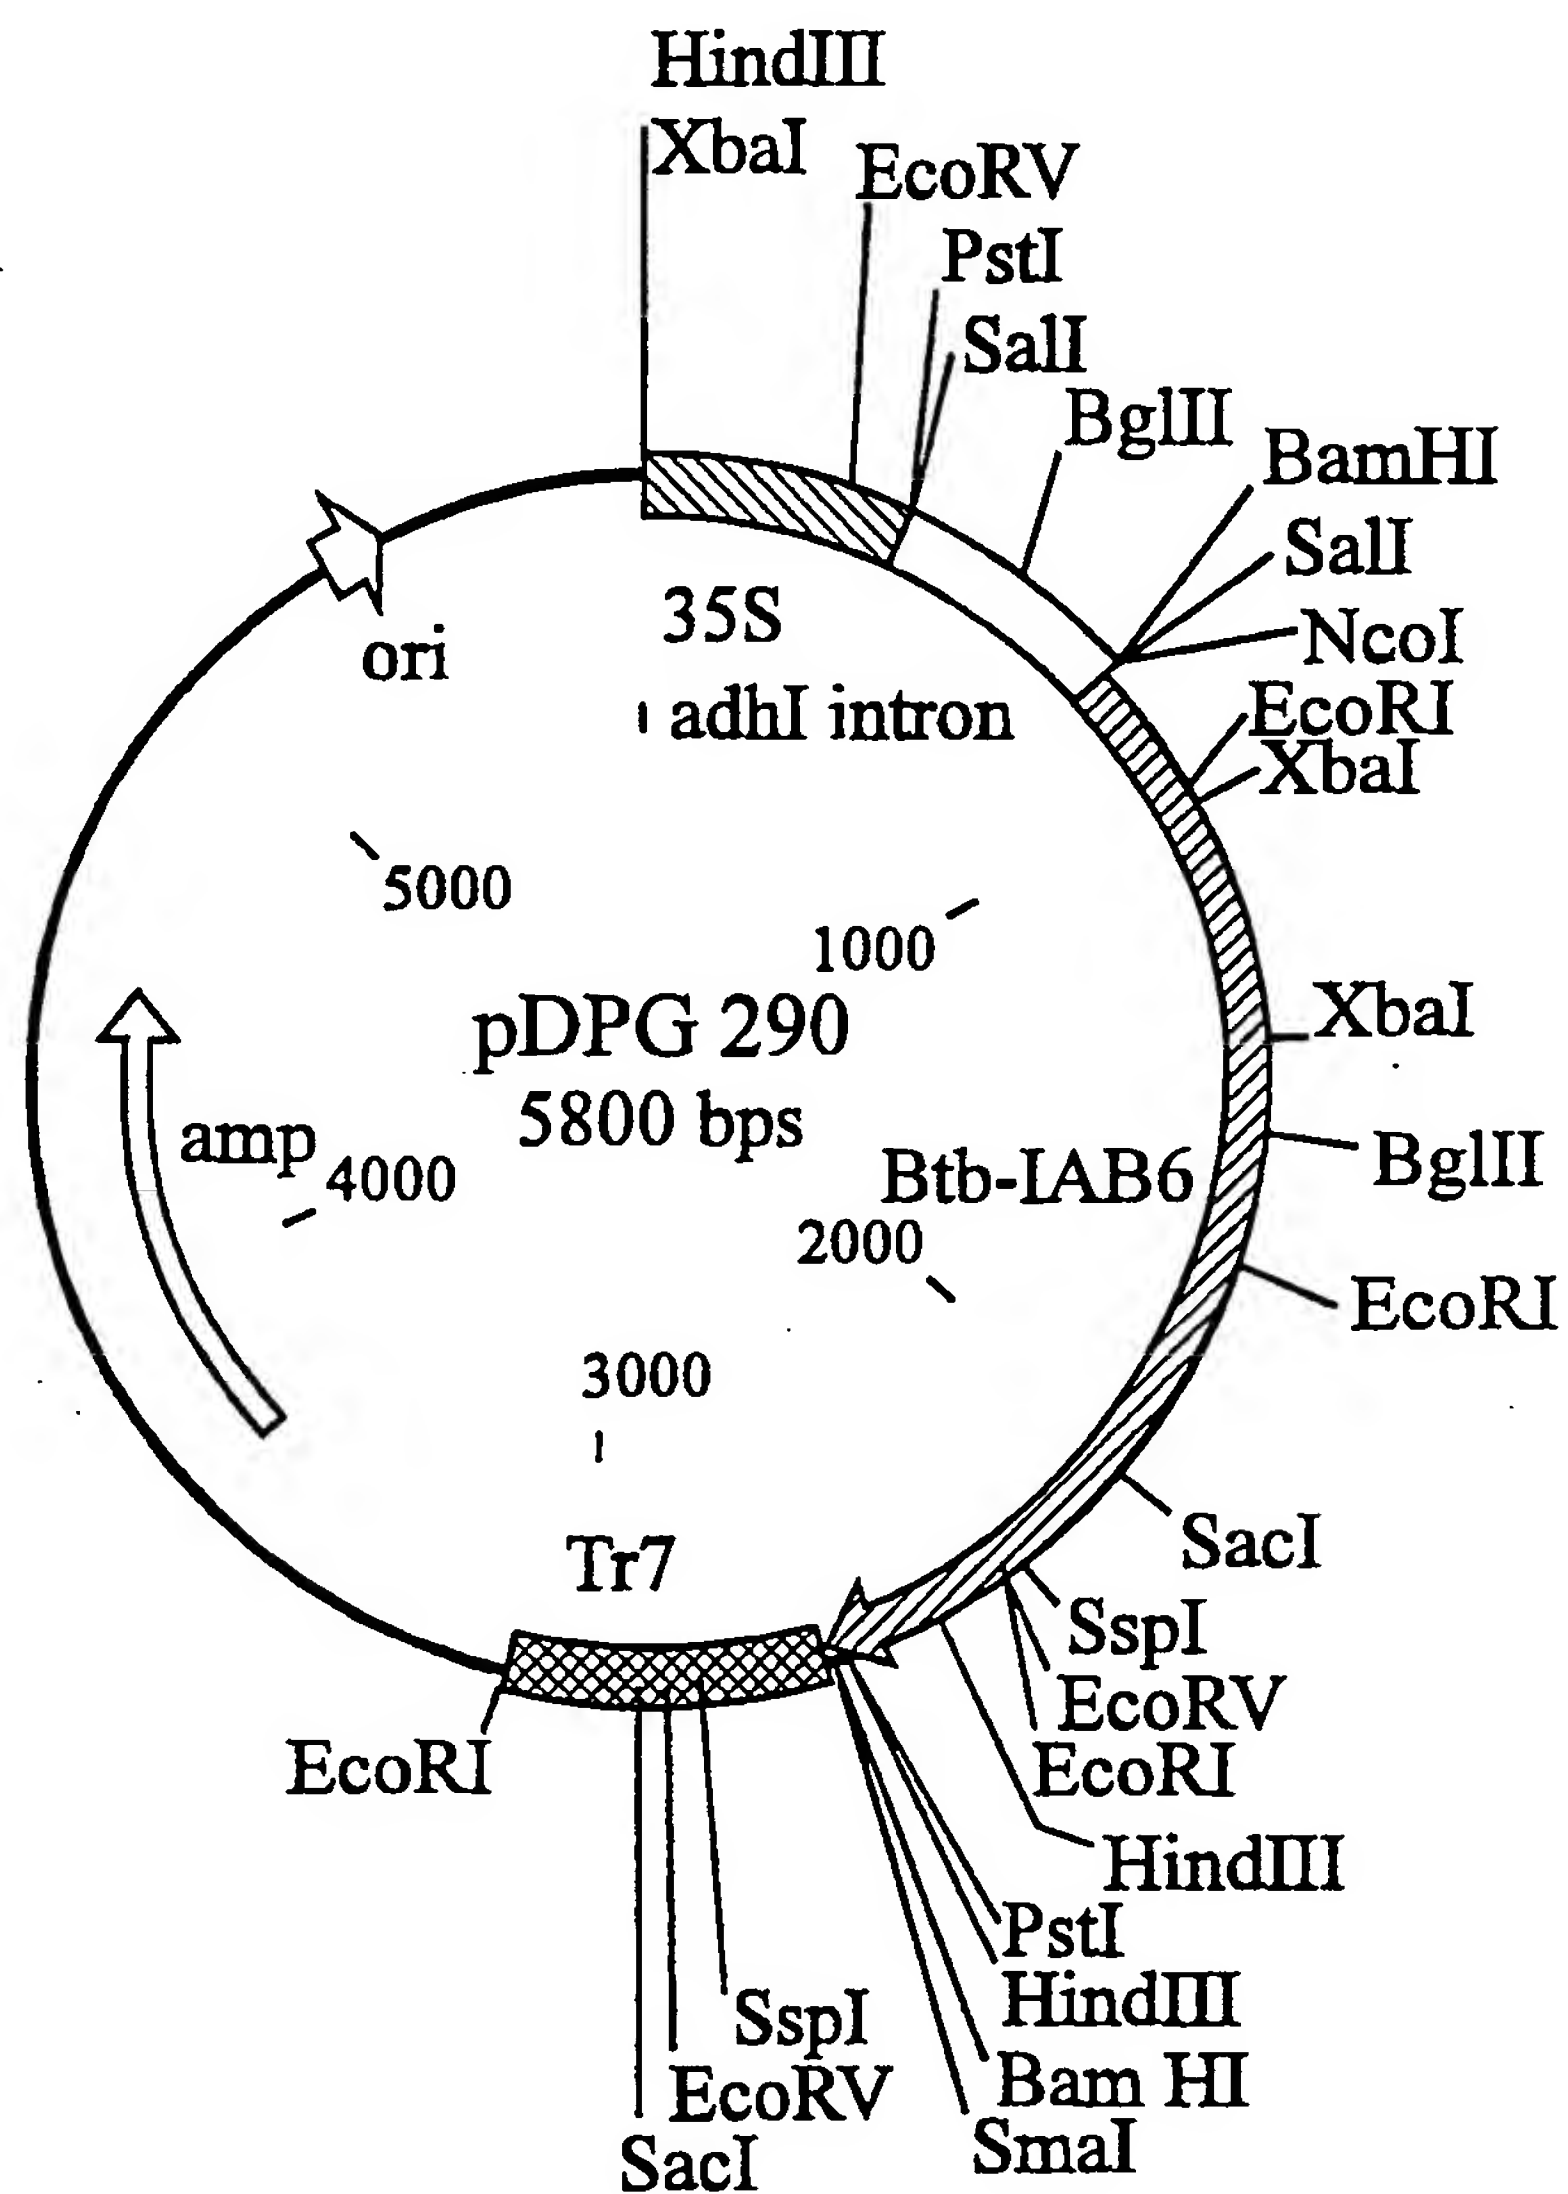 HindIII
XbaI
EcoRV
PstI
SalI
BglII
BamHI
SalI
NcoI
EcoRI
XbaI
35S
ori
adhI intron
5000
1000
pDPG 290
5800 bps
XbaI
amp
4000
Btb-IAB6
BglII
2000
EcoRI
3000
SacI
Tr7
SspI
EcoRV
EcoRI
EcoRI
HindIII
PstI
HindIII
SspI
Bam HI
EcoRV
SmaI
SacI